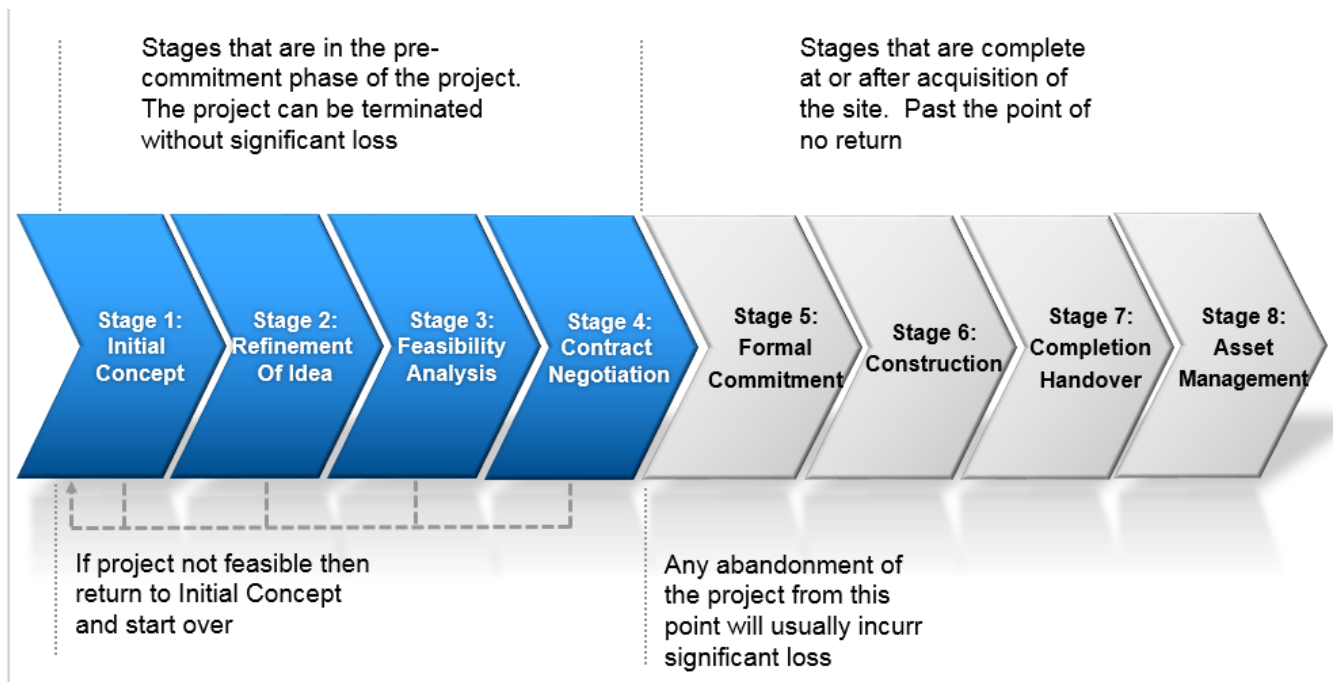 Stages that are in the pre-
commitment phase of the project.
The project can be terminated
without significant loss
Stages that are complete
at or after acquisition of
the site.  Past the point of
no return
Stage 1:
Initial
Concept
Stage 2:
Refinement
Of Idea
Stage 3:
Feasibility
Analysis
Stage 4:
Contract
Negotiation
Stage 5:
Formal
Commitment
Stage 6:
Construction
Stage 7:
Completion
Handover
Stage 8:
Asset
Management
If project not feasible then
return to Initial Concept
and start over
Any abandonment of
the project from this
point will usually incurr
significant loss